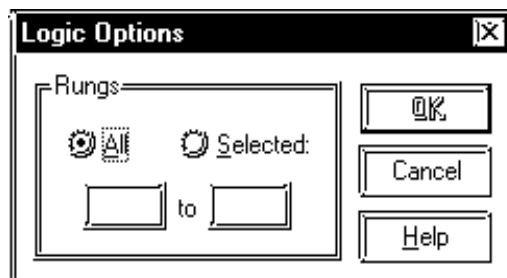 Logic Options
Rungs
All
Selected:
to
OK
Cancel
Help